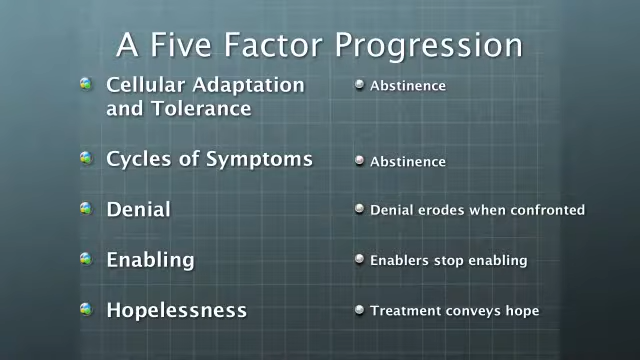 A Five Factor Progression
Cellular Adaptation
and Tolerance
Abstinence
Cycles of Symptoms
Abstinence
Denial
Denial erodes when confronted
Enabling
Enablers stop enabling
Hopelessness
Treatment conveys hope